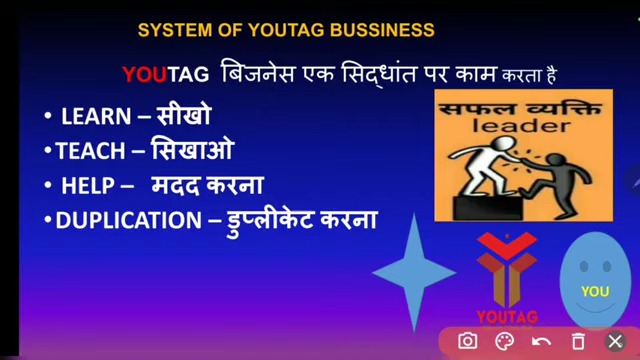 SYSTEM OF YOUTAG BUSSINESS
YOUTAG बिजनेस एक सिद्धांत पर काम करता है
• LEARN – सीखो
• TEACH – सिखाओ
• HELP – मदद करना
• DUPLICATION – डुप्लीकेट करना
सफल व्यक्ति
leader
YOUTAG
YOU